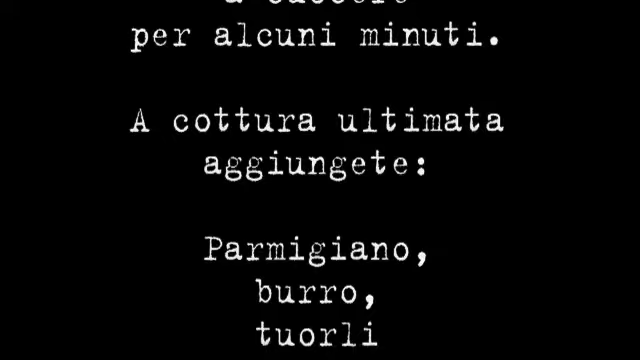 per alcuni minuti.
A cottura ultimata
aggiungete:
Parmigiano,
burro,
tuorli